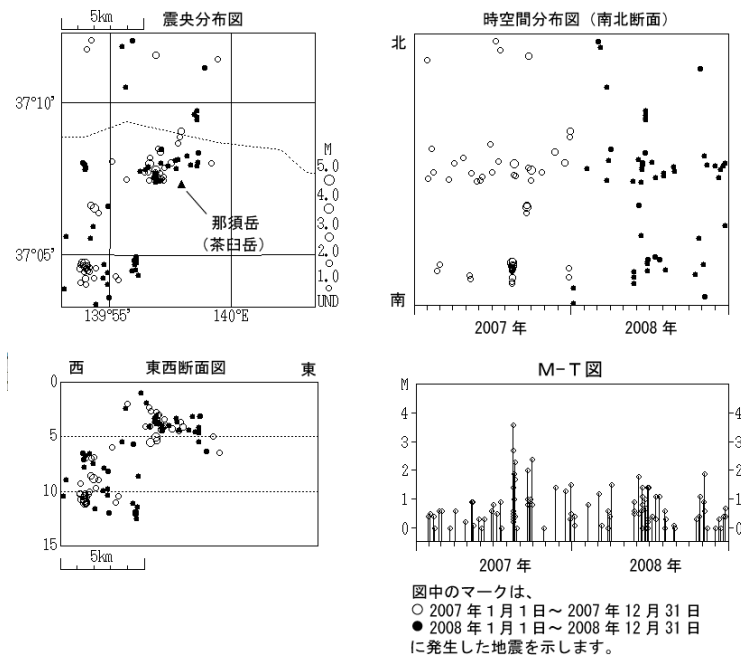 震央分布図
5km
37°10'
37°05'
139°55'
140°E
那須岳
（茶臼岳）
M
5.0
4.0
3.0
2.0
1.0
UND
時空間分布図（南北断面）
北
南
2007 年
2008 年
西
東西断面図
東
0
5
10
15
5km
M－T図
M
4
3
2
1
0
4
3
2
1
0
2007 年
2008 年
図中のマークは、
○ 2007 年 1 月 1 日～ 2007 年 12 月 31 日
● 2008 年 1 月 1 日～ 2008 年 12 月 31 日
に発生した地震を示します。